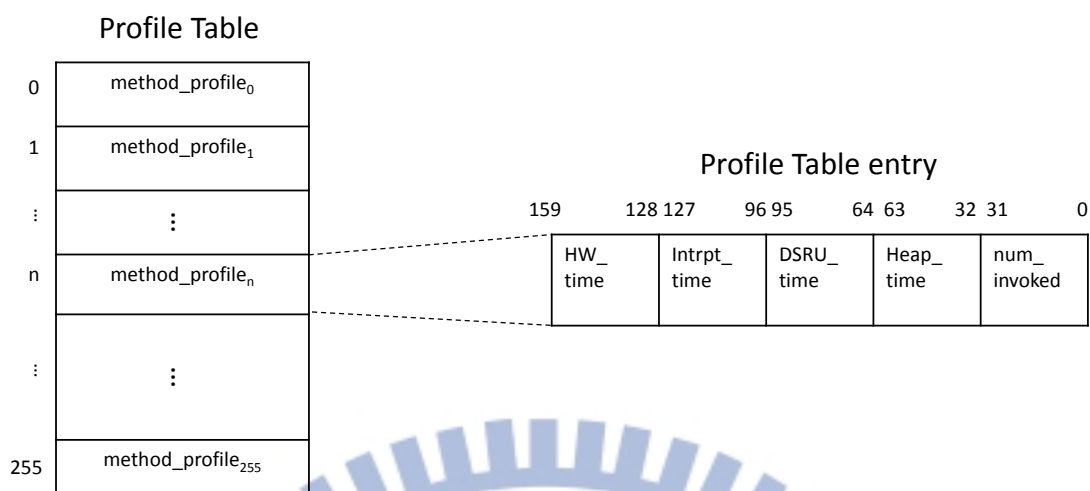 Profile Table
0
method_profile₀
1
method_profile₁
⋮
⋮
n
method_profileₙ
⋮
⋮
255
method_profile₂₅₅
Profile Table entry
159 128 127 96 95 64 63 32 31 0
HW_
time
Intrpt_
time
DSRU_
time
Heap_
time
num_
invoked